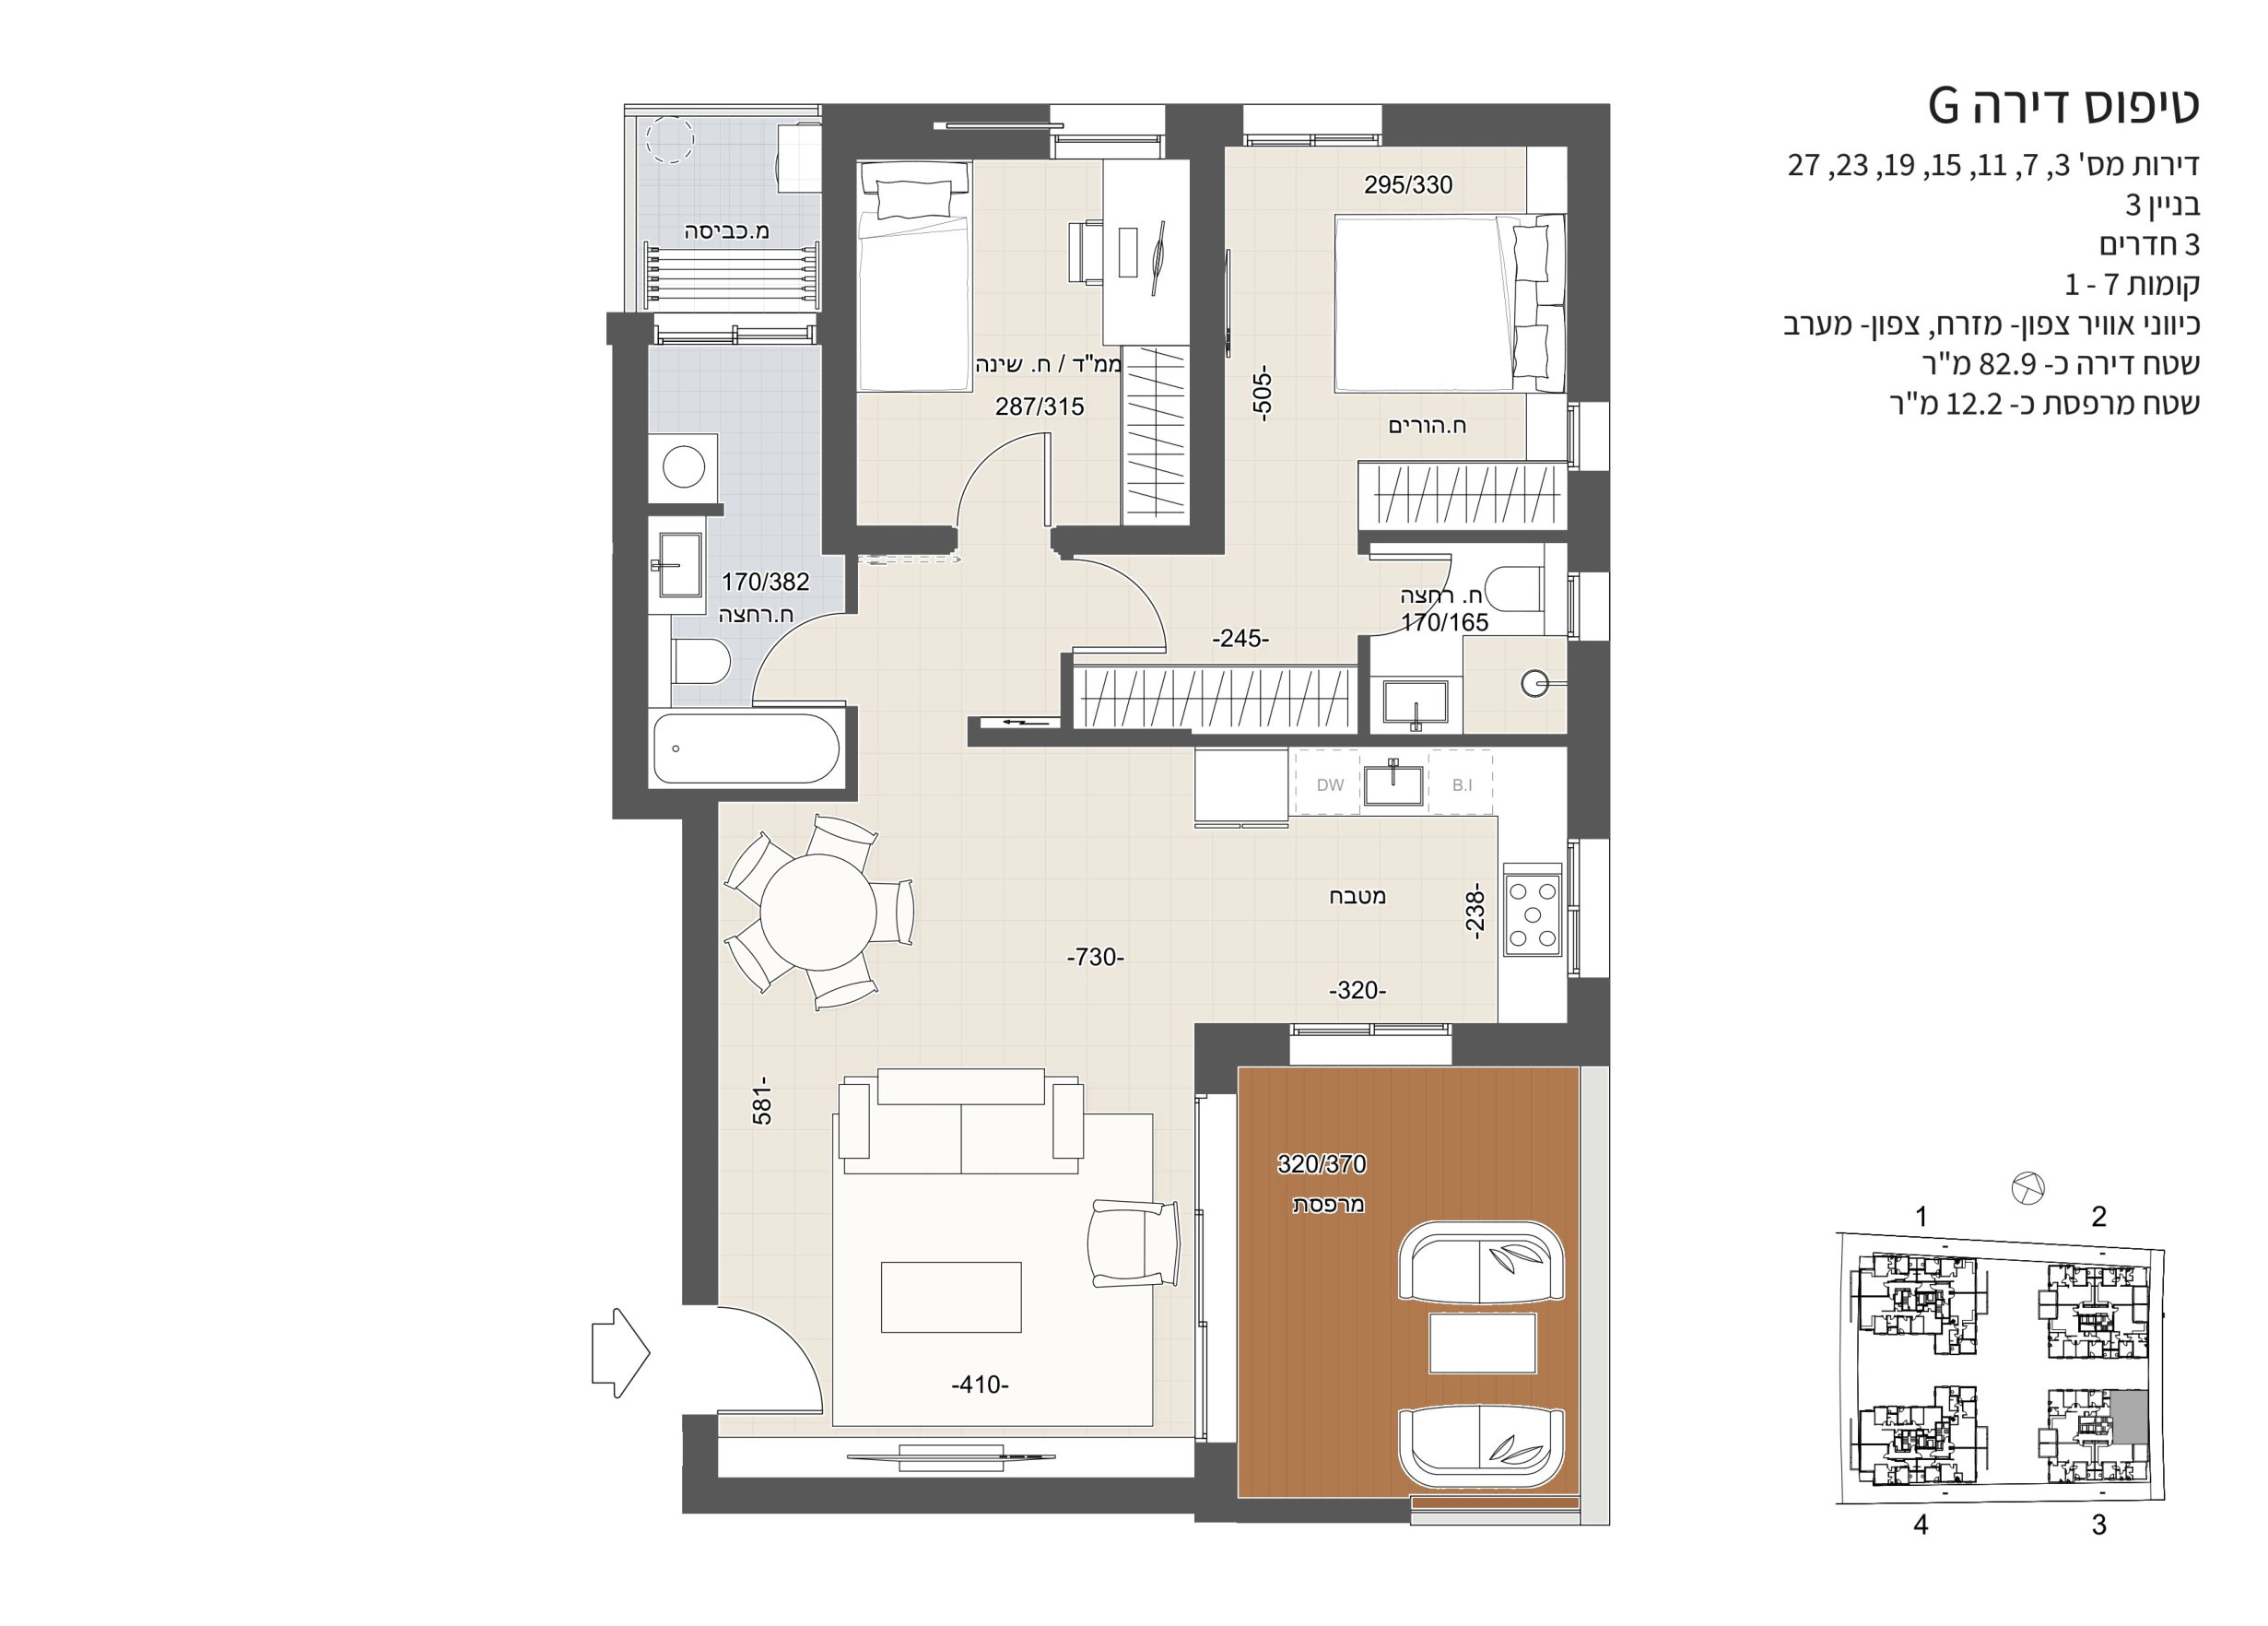 טיפוס דירה G
דירות מס' 3, 7, 11, 15, 19, 23, 27
בניין 3
3 חדרים
קומות 7 - 1
כיווני אוויר צפון- מזרח, צפון- מערב
שטח דירה כ- 82.9 מ"ר
שטח מרפסת כ- 12.2 מ"ר
295/330
מ.כביסה
ממ"ד / ח. שינה
287/315
-505-
ח.הורים
170/382
ח.רחצה
ח. רחצה
170/165
-245-
DW
B.I
מטבח
-238-
-730-
-320-
581-
320/370
מרפסת
-410-
1
2
4
3